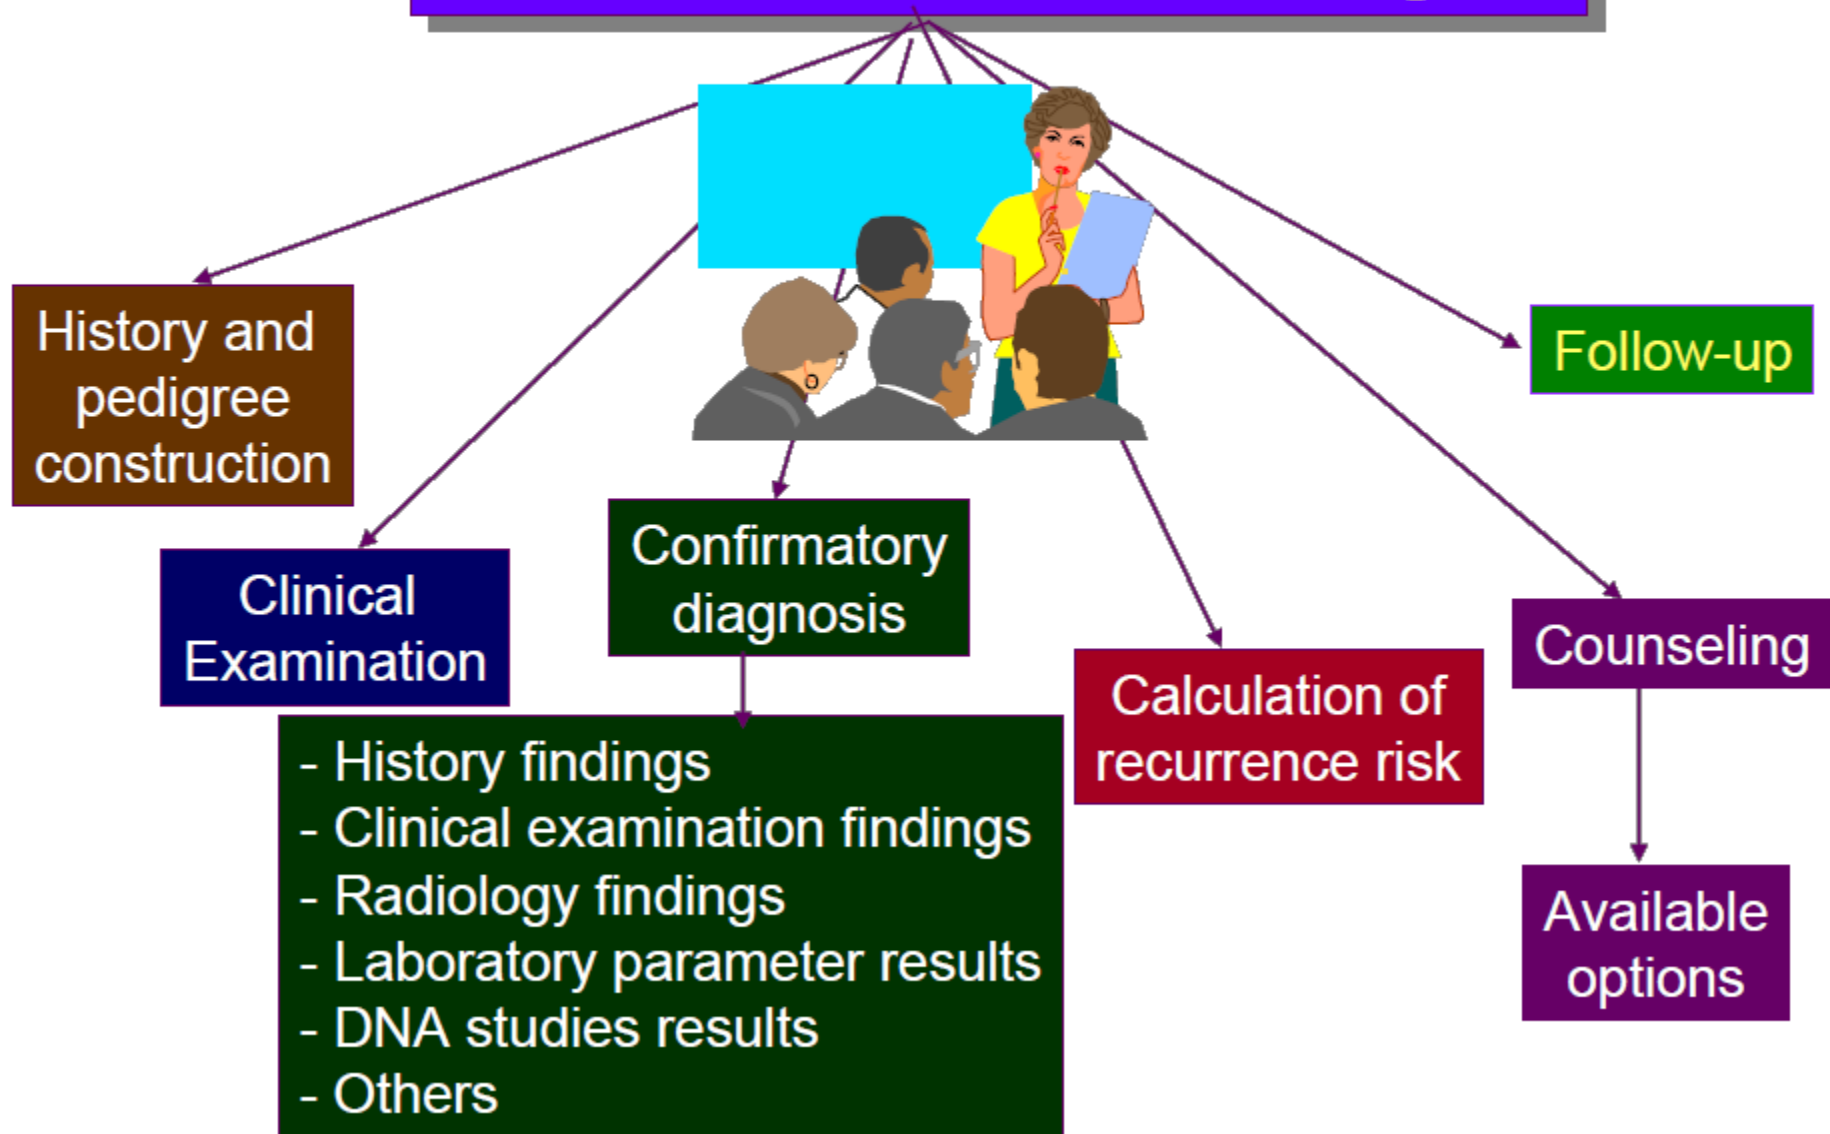 History and
pedigree
construction
Clinical
Examination
Confirmatory
diagnosis
- History findings
- Clinical examination findings
- Radiology findings
- Laboratory parameter results
- DNA studies results
- Others
Calculation of
recurrence risk
Counseling
Available
options
Follow-up